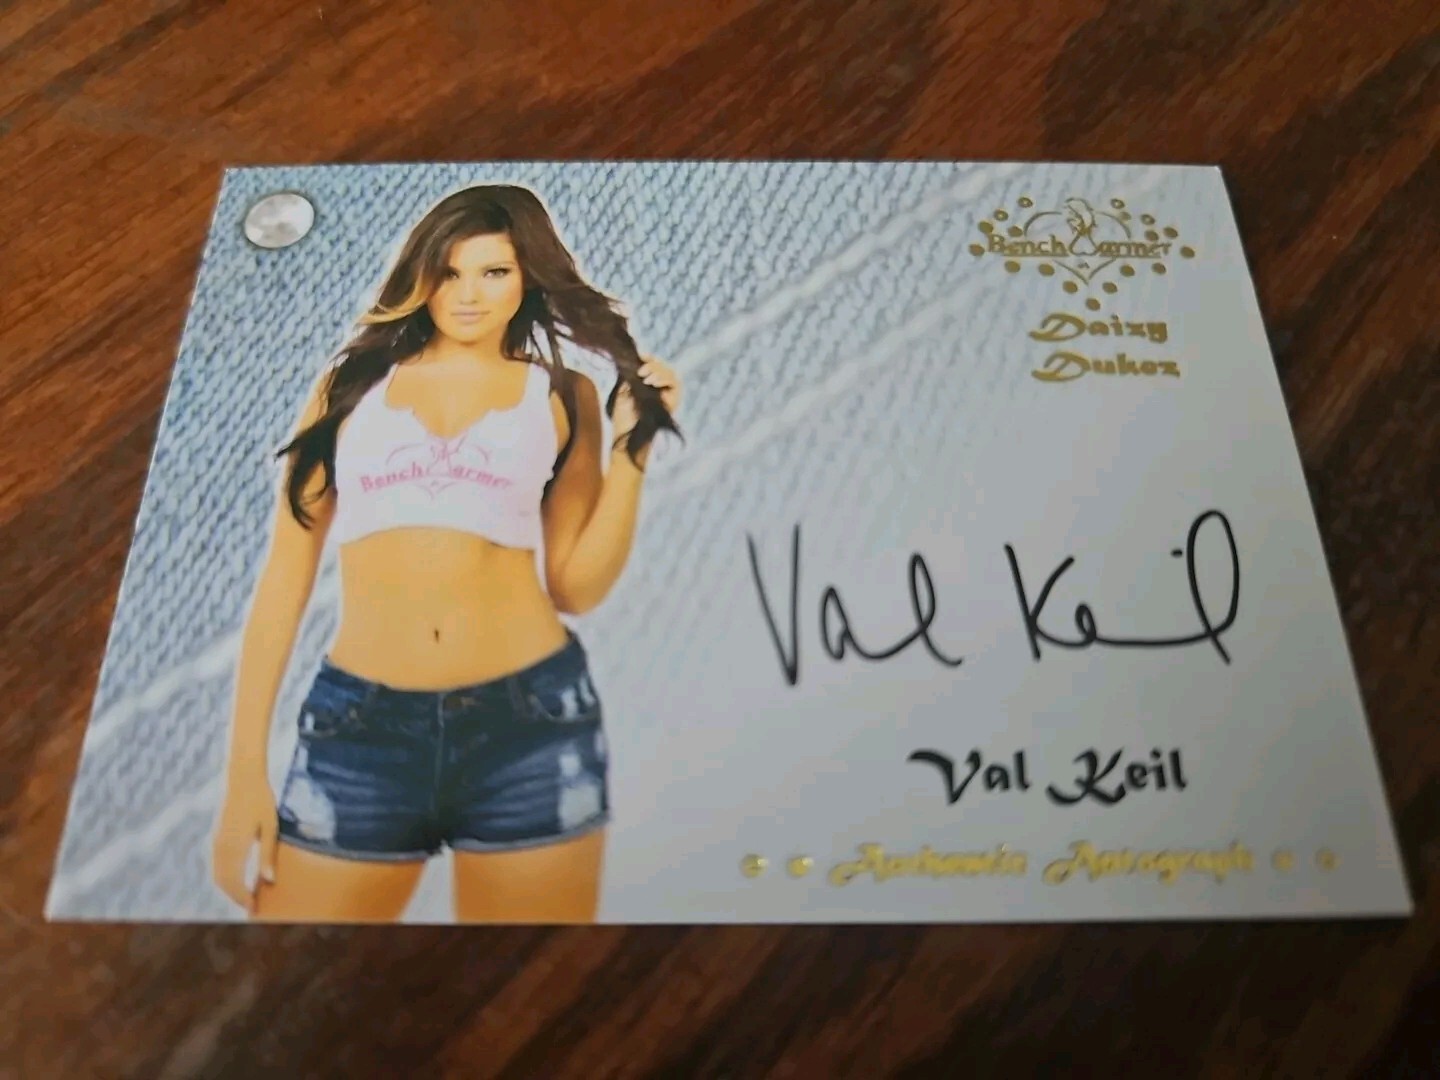 BenchWarmer
Daizy
Dukez
BenchWarmer
Val Keil
Val Keil
Authentic Autograph